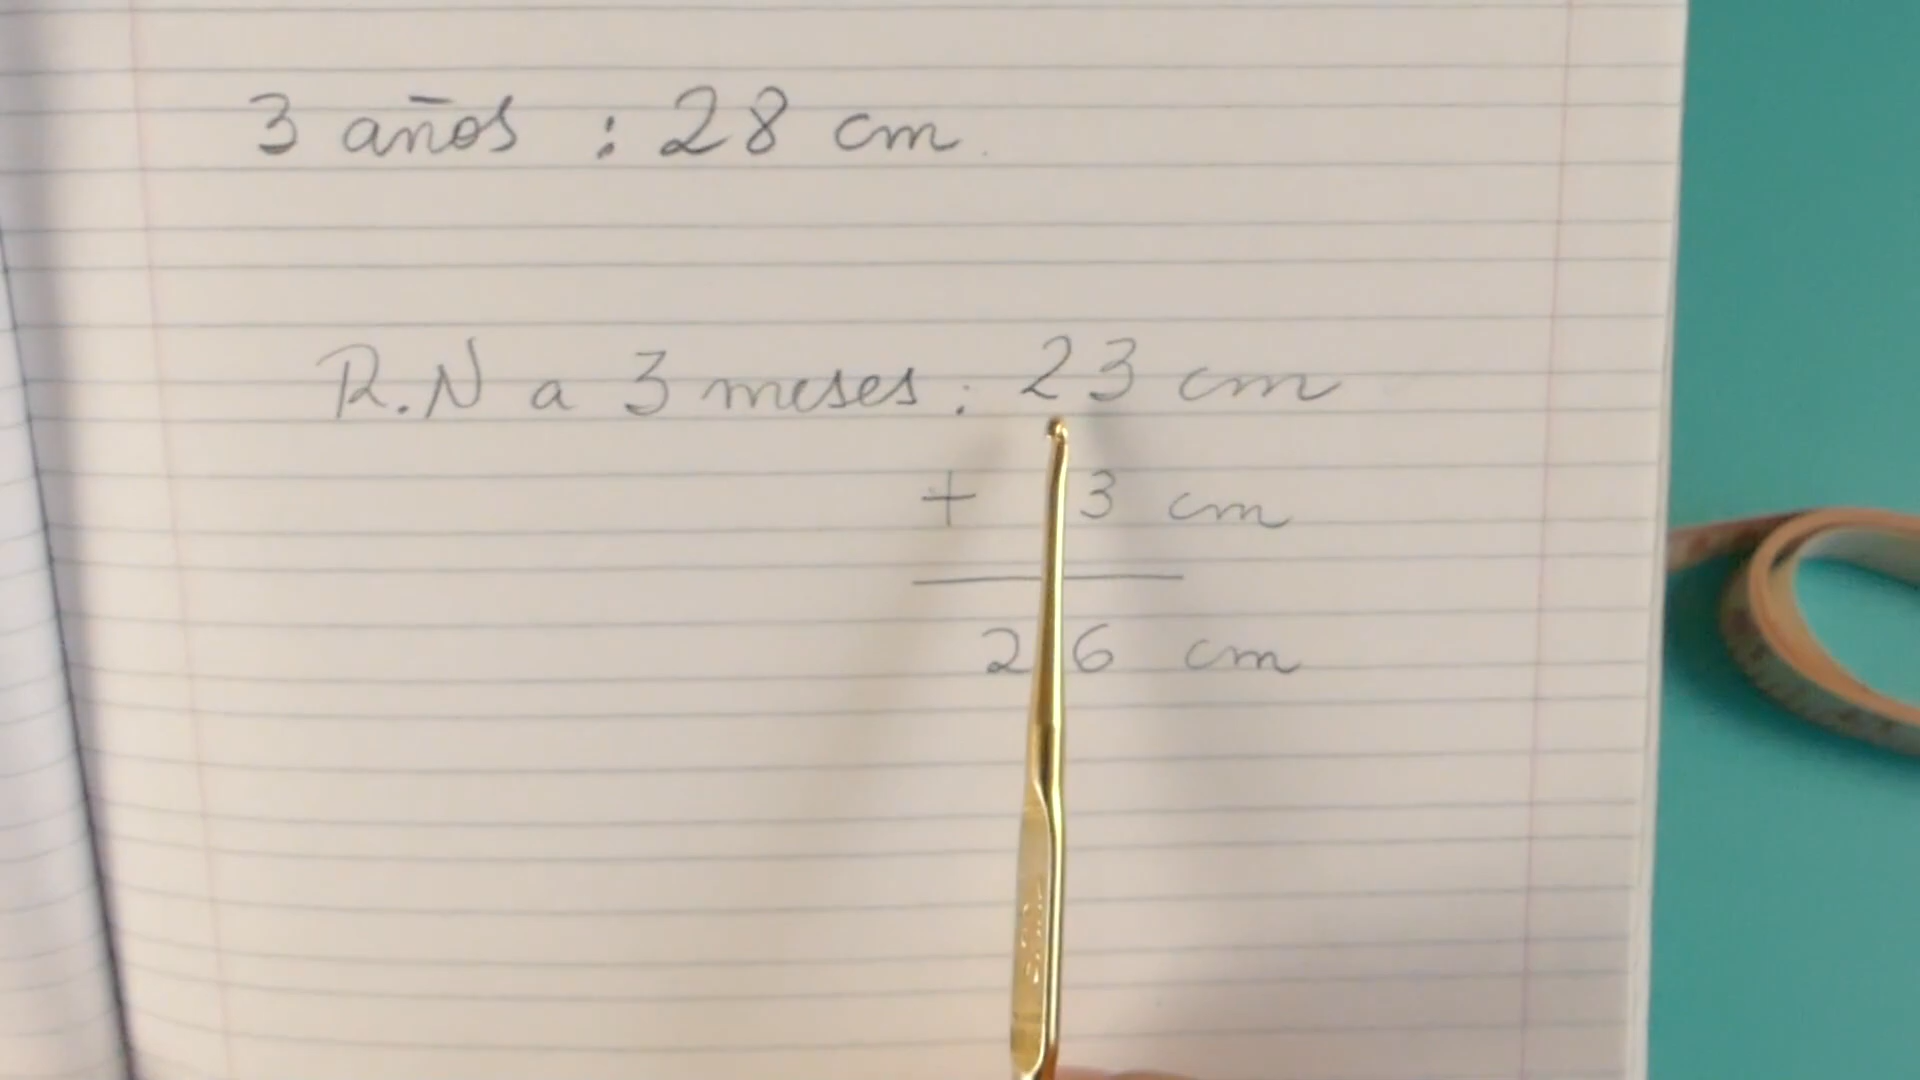 3 años : 28 cm.
R.N a 3 meses : 23 cm
+ 3 cm
26 cm